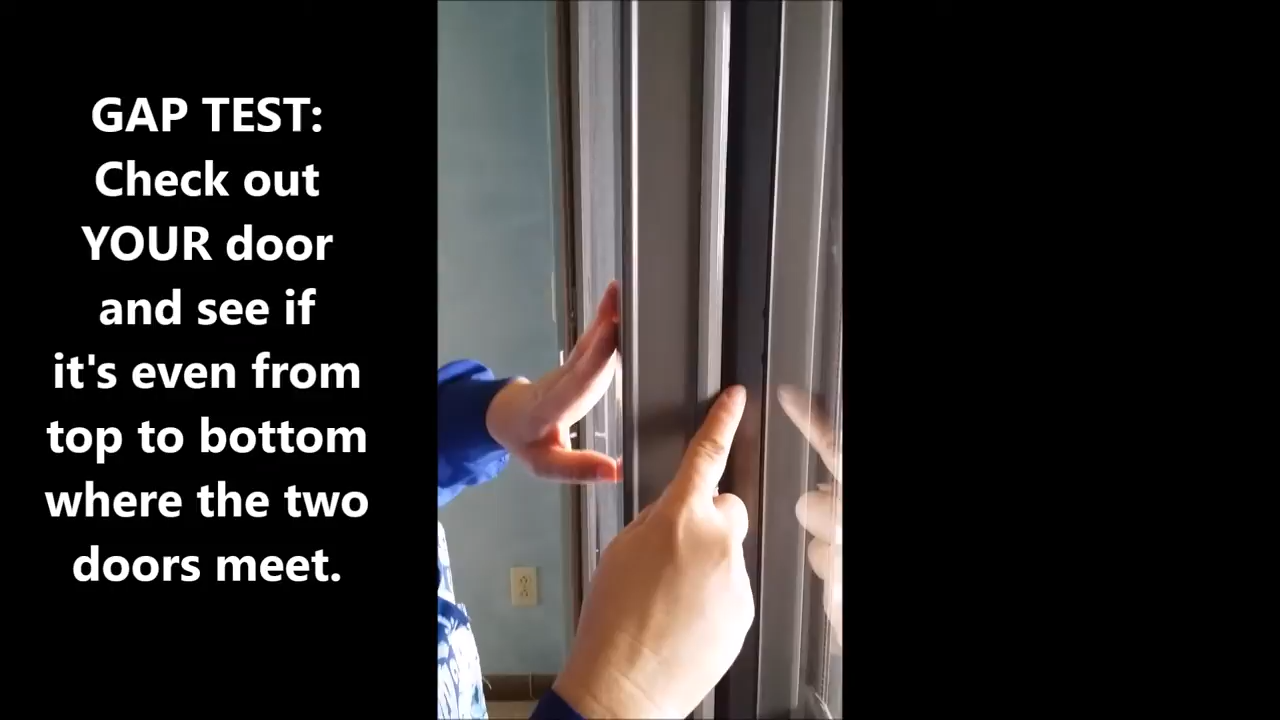 GAP TEST:
Check out
YOUR door
and see if
it's even from
top to bottom
where the two
doors meet.